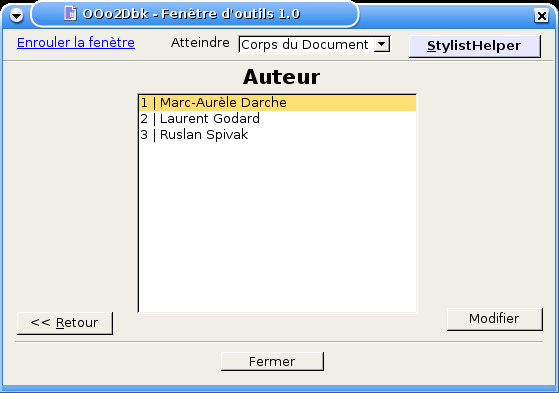 OOo2Dbk - Fenêtre d'outils 1.0
Enrouler la fenêtre Atteindre Corps du Document StylistHelper
Auteur
1 | Marc-Aurèle Darche
2 | Laurent Godard
3 | Ruslan Spivak
<< Retour Modifier
Fermer